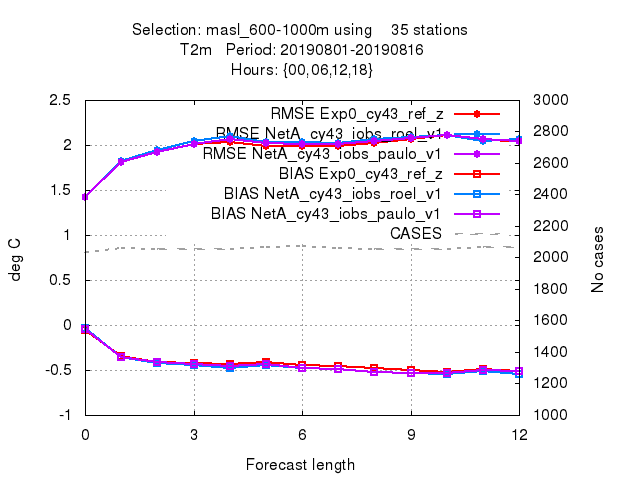 Selection: masl_600-1000m using 35 stations
T2m Period: 20190801-20190816
Hours: {00,06,12,18}
RMSE Exp0_cy43_ref_z
RMSE NetA_cy43_iobs_roel_v1
RMSE NetA_cy43_iobs_paulo_v1
BIAS Exp0_cy43_ref_z
BIAS NetA_cy43_iobs_roel_v1
BIAS NetA_cy43_iobs_paulo_v1
CASES
2.5
2
1.5
1
0.5
0
-0.5
-1
deg C
3000
2800
2600
2400
2200
2000
1800
1600
1400
1200
1000
No cases
0
3
6
9
12
Forecast length